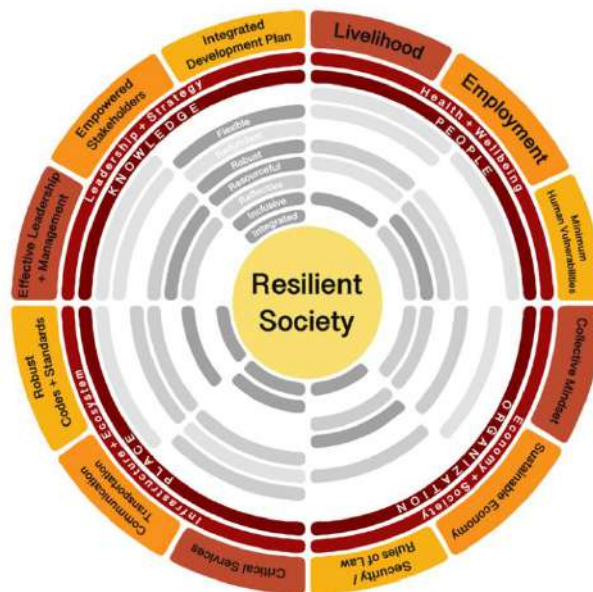 Integrated
Development Plan
Livelihood
Employment
Minimum
Human Vulnerabilities
Collective Mindset
Sustainable Economy
Security /
Rules of Law
Critical Services
Communication
Transportation
Robust
Codes + Standards
Effective Leadership
+ Management
Empowered
Stakeholders
Leadership + Strategy
KNOWLEDGE
Health + Wellbeing
PEOPLE
Economy + Society
ORGANIZATION
Infrastructure + Ecosystem
PLACE
Flexible
Redundant
Robust
Resourceful
Reflective
Inclusive
Integrated
Resilient
Society